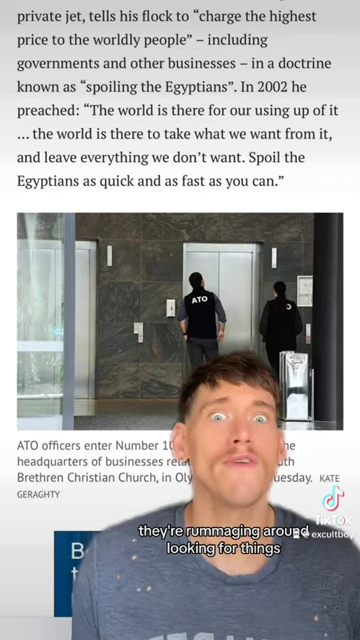 private jet, tells his flock to “charge the highest
price to the worldly people” – including
governments and other businesses – in a doctrine
known as “spoiling the Egyptians”. In 2002 he
preached: “The world is there for our using up of it
… the world is there to take what we want from it,
and leave everything we don’t want. Spoil the
Egyptians as quick and as fast as you can.”
ATO
ATO officers enter Number 10
headquarters of businesses
Brethren Christian Church, in Oly uesday. KATE
GERAGHTY
they're rummaging around
looking for things
TikTok
@excultboy